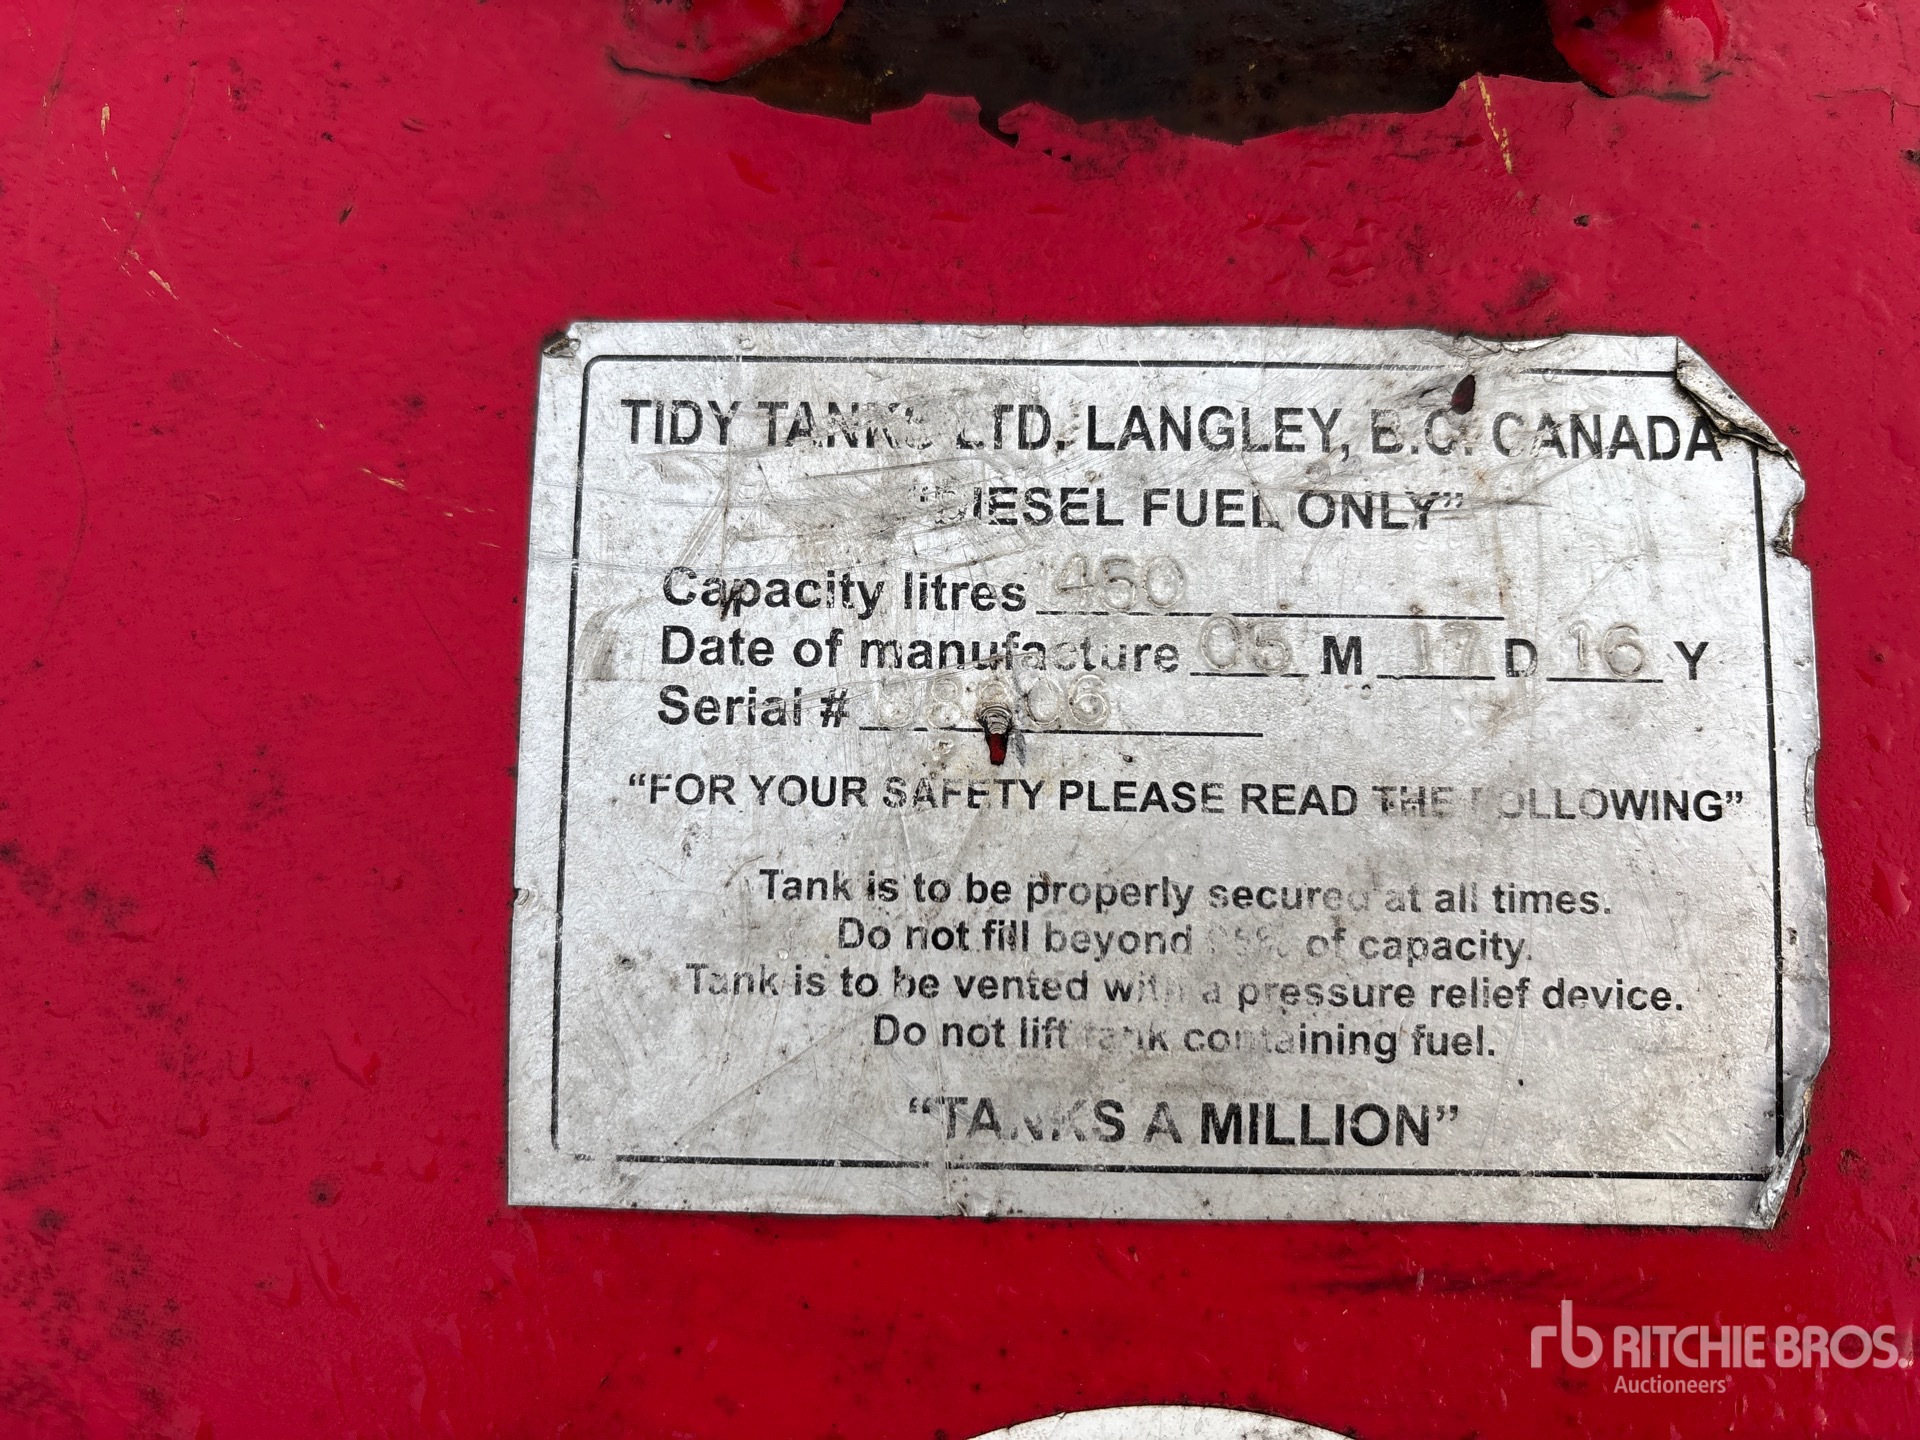 TIDY TANKS LTD, LANGLEY, B.C. CANADA
"DIESEL FUEL ONLY"
Capacity litres 450
Date of manufacture 05 M 17 D 16 Y
Serial #
"FOR YOUR SAFETY PLEASE READ THE FOLLOWING"
Tank is to be properly secured at all times.
Do not fill beyond 95% of capacity.
Tank is to be vented with a pressure relief device.
Do not lift tank containing fuel.
"TANKS A MILLION"
rb RITCHIE BROS.
Auctioneers